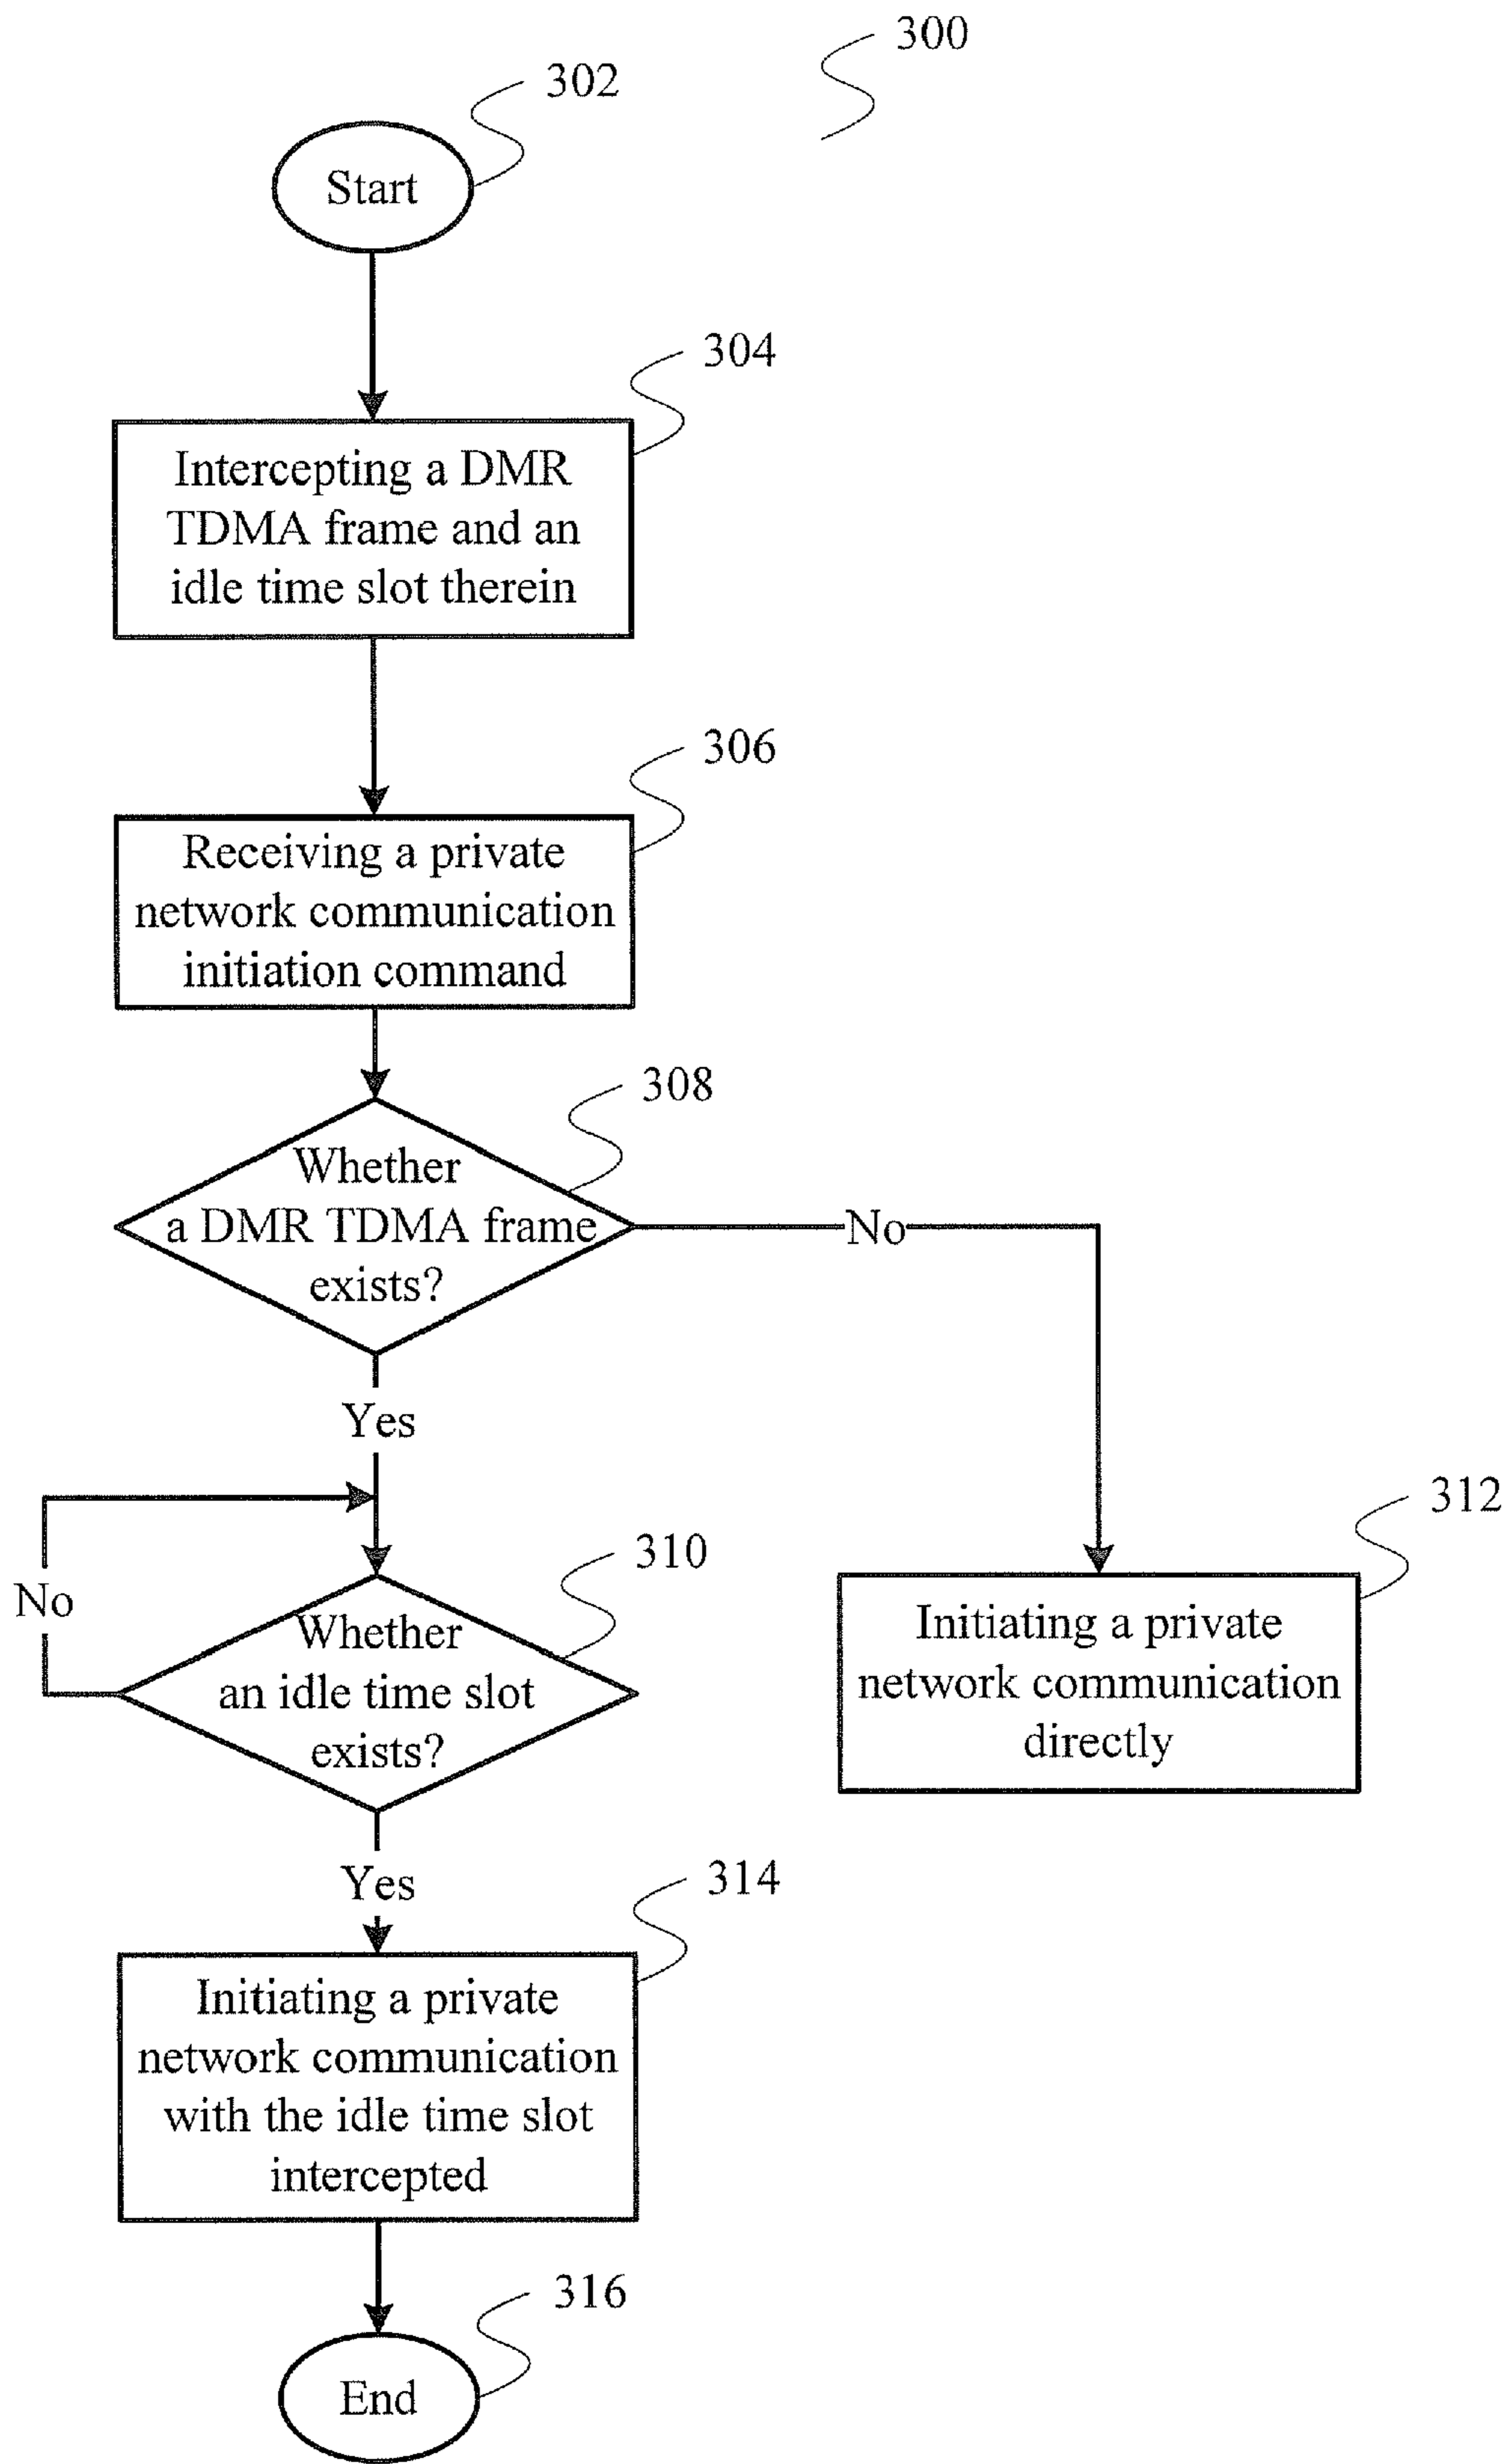 300
302
Start
304
Intercepting a DMR
TDMA frame and an
idle time slot therein
306
Receiving a private
network communication
initiation command
308
Whether
a DMR TDMA frame
exists?
No
Yes
312
310
No
Whether
an idle time slot
exists?
Initiating a private
network communication
directly
Yes
314
Initiating a private
network communication
with the idle time slot
intercepted
316
End